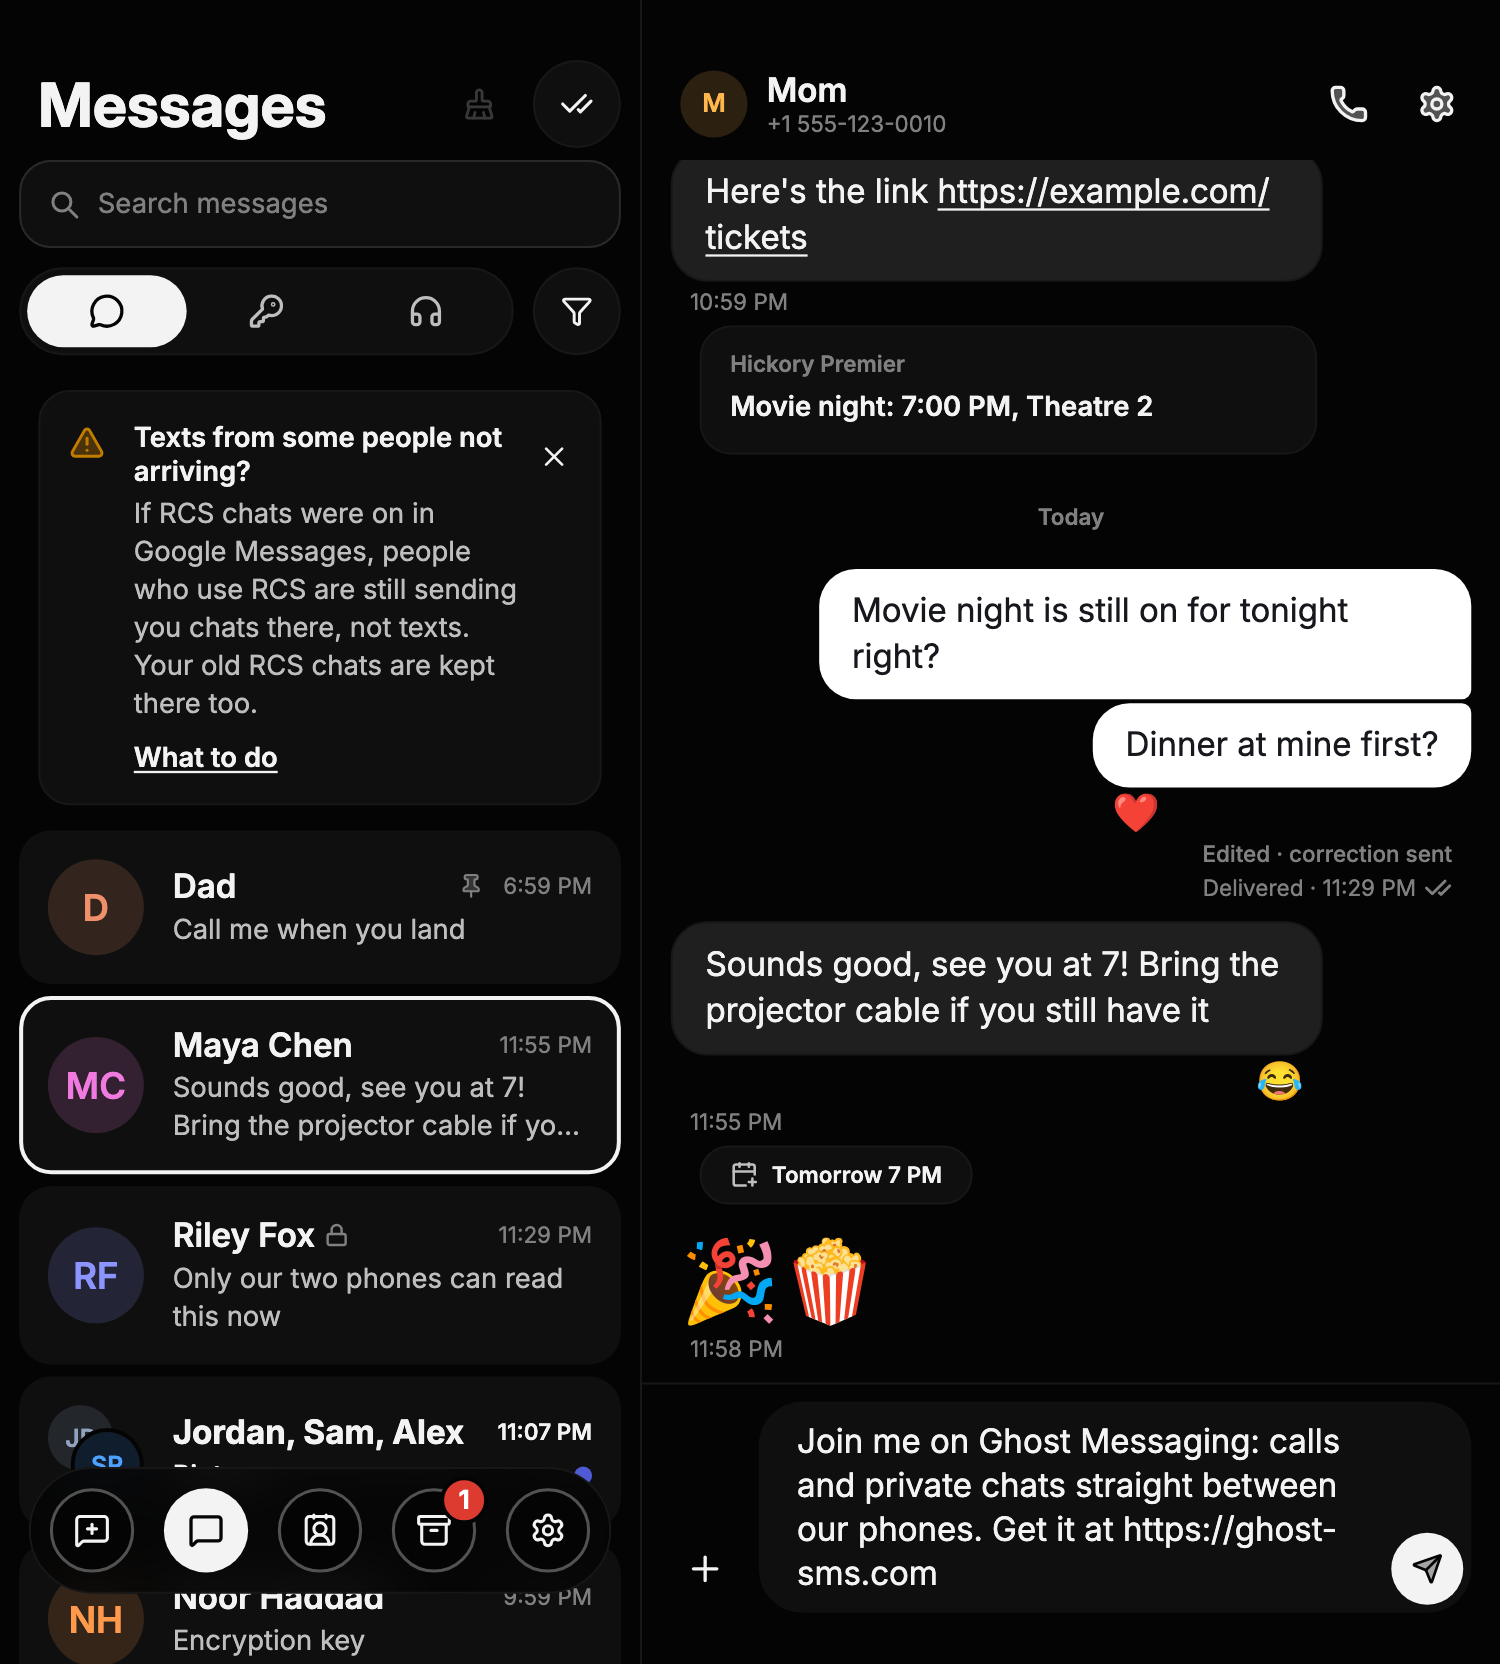 Messages
Search messages
Texts from some people not
arriving?
If RCS chats were on in
Google Messages, people
who use RCS are still sending
you chats there, not texts.
Your old RCS chats are kept
there too.
What to do
D
Dad
6:59 PM
Call me when you land
MC
Maya Chen
11:55 PM
Sounds good, see you at 7!
Bring the projector cable if yo...
RF
Riley Fox
11:29 PM
Only our two phones can read
this now
Jordan, Sam, Alex
11:07 PM
SR
1
NH
Noor Haddad
9:59 PM
Encryption key
M
Mom
+1 555-123-0010
Here's the link https://example.com/
tickets
10:59 PM
Hickory Premier
Movie night: 7:00 PM, Theatre 2
Today
Movie night is still on for tonight
right?
Dinner at mine first?
Edited · correction sent
Delivered · 11:29 PM
Sounds good, see you at 7! Bring the
projector cable if you still have it
11:55 PM
Tomorrow 7 PM
11:58 PM
Join me on Ghost Messaging: calls
and private chats straight between
our phones. Get it at https://ghost-
sms.com